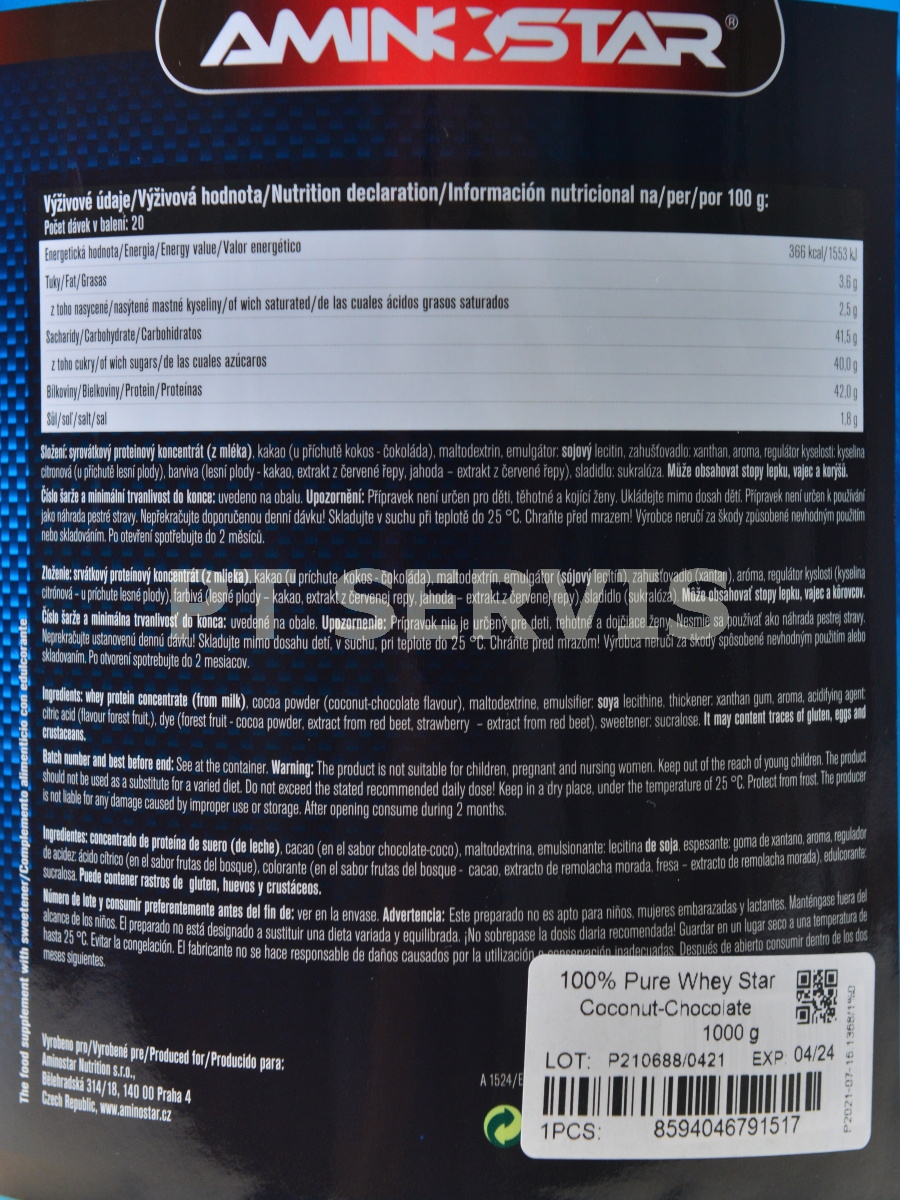 AMINOSTAR®
Výživové údaje/Výživová hodnota/Nutrition declaration/Información nutricional na/per/por 100 g:
Počet dávek v balení: 20
Energetická hodnota/Energia/Energy value/Valor energético 366 kcal/1553 kJ
Tuky/Fat/Grasas 3,6 g
z toho nasycené/nasýtené mastné kyseliny/of wich saturated/de las cuales ácidos grasos saturados 2,5 g
Sacharidy/Carbohydrate/Carbohidratos 41,5 g
z toho cukry/of wich sugars/de las cuales azúcares 40,0 g
Bílkoviny/Bielkoviny/Protein/Proteínas 42,0 g
Sůl/soľ/salt/sal 1,8 g
Složení: syrovátkový proteinový koncentrát (z mléka), kakao (u příchutě kokos - čokoláda), maltodextrin, emulgátor: sojový lecitin, zahušťovadlo: xanthan, aroma, regulátor kyselosti: kyselina
citronová (u příchutě lesní plody), barviva (lesní plody - kakao, extrakt z červené řepy, jahoda – extrakt z červené řepy), sladidlo: sukralóza. Může obsahovat stopy lepku, vajec a korýšů.
Číslo šarže a minimální trvanlivost do konce: uvedeno na obalu. Upozornění: Přípravek není určen pro děti, těhotné a kojící ženy. Ukládejte mimo dosah dětí. Přípravek není určen k používání
jako náhrada pestré stravy. Nepřekračujte doporučenou denní dávku! Skladujte v suchu při teplotě do 25 °C. Chraňte před mrazem! Výrobce neručí za škody způsobené nevhodným použitím
nebo skladováním. Po otevření spotřebujte do 2 měsíců.
Zloženie: srvátkový proteínový koncentrát (z mlieka), kakao (u príchute kokos - čokoláda), maltodextrin, emulgátor (sójový lecitín), zahusťovadlo, aróma, regulátor kyslosti (kyselina
citrónová - u príchute lesné plody), farbivá (lesné plody – kakao, extrakt z červenej repy, jahoda – extrakt z červenej repy), sladidlo (sukralóza). Môže obsahovať stopy lepku, vajec a kôrovcov.
Číslo šarže a minimálna trvanlivosť do konca: uvedené na obale. Upozornenie: Prípravok nie je určený pre deti, tehotné a dojčiace ženy. Nesmie sa používať ako náhrada pestrej stravy.
Neprekračujte ustanovenú dennú dávku! Skladujte mimo dosahu detí, v suchu, pri teplote do 25 °C. Chráňte pred mrazom! Výrobca neručí za škody spôsobené nevhodným použitím alebo
skladovaním. Po otvorení spotrebujte do 2 mesiacov.
PT SERVIS
Ingredients: whey protein concentrate (from milk), cocoa powder (coconut-chocolate flavour), maltodextrine, emulsifier: soya lecithine, thickener: xanthan gum, aroma, acidifying agent:
citric acid (flavour forest fruit,), dye (forest fruit - cocoa powder, extract from red beet, strawberry – extract from red beet), sweetener: sucralose. It may content traces of gluten, eggs and
crustaceans.
Batch number and best before end: See at the container. Warning: The product is not suitable for children, pregnant and nursing women. Keep out of the reach of young children. The product
should not be used as a substitute for a varied diet. Do not exceed the stated recommended daily dose! Keep in a dry place, under the temperature of 25 °C. Protect from frost. The producer
is not liable for any damage caused by improper use or storage. After opening consume during 2 months.
Ingredientes: concentrado de proteína de suero (de leche), cacao (en el sabor chocolate-coco), maltodextrina, emulsionante: lecitina de soja, espesante: goma de xantano, aroma, regulador
de acidez: ácido cítrico (en el sabor frutas del bosque), colorante (en el sabor frutas del bosque - cacao, extracto de remolacha morada, fresa – extracto de remolacha morada), edulcorante:
sucralosa. Puede contener rastros de gluten, huevos y crustáceos.
Número de lote y consumir preferentemente antes del fin de: ver en la envase. Advertencia: Este preparado no es apto para niños, mujeres embarazadas y lactantes. Manténgase fuera del
alcance de los niños. El preparado no está designado a sustituir una dieta variada y equilibrada. ¡No sobrepase la dosis diaria recomendada! Guardar en un lugar seco a una temperatura de
hasta 25 °C. Evitar la congelación. El fabricante no se hace responsable de daños causados por la utilización o conservación inadecuadas. Después de abierto consumir dentro de los dos
meses siguientes.
The food supplement with sweetener/Complemento alimenticio con edulcorante
Vyrobeno pro/Vyrobené pre/Produced for/Producido para:
Aminostar Nutrition s.r.o.,
Bělehradská 314/18, 140 00 Praha 4
Czech Republic, www.aminostar.cz
A 1524/E
100% Pure Whey Star
Coconut-Chocolate
1000 g
LOT: P210688/0421 EXP: 04/24
1PCS: 8594046791517